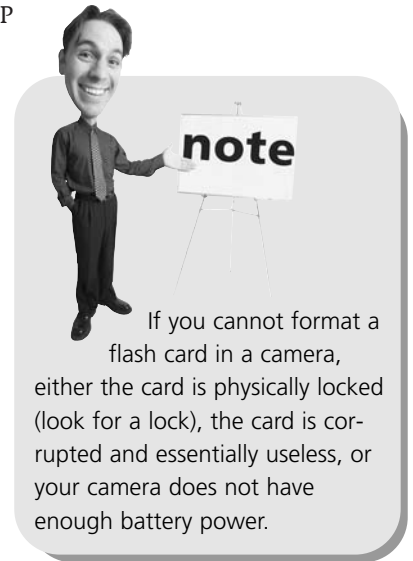 P
note
If you cannot format a
flash card in a camera,
either the card is physically locked
(look for a lock), the card is cor-
rupted and essentially useless, or
your camera does not have
enough battery power.